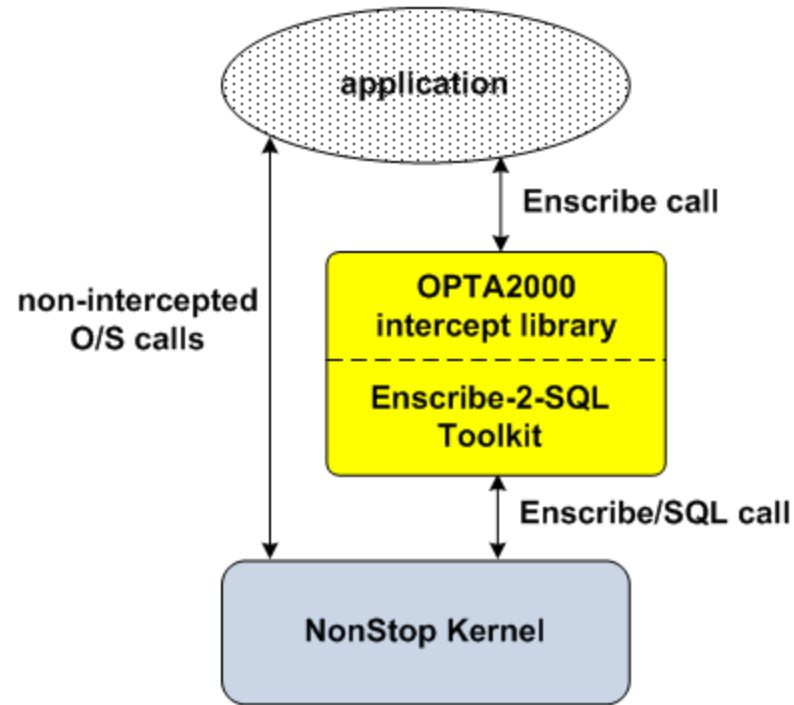 application
Enscribe call
non-intercepted
O/S calls
OPTA2000
intercept library
Enscribe-2-SQL
Toolkit
Enscribe/SQL call
NonStop Kernel